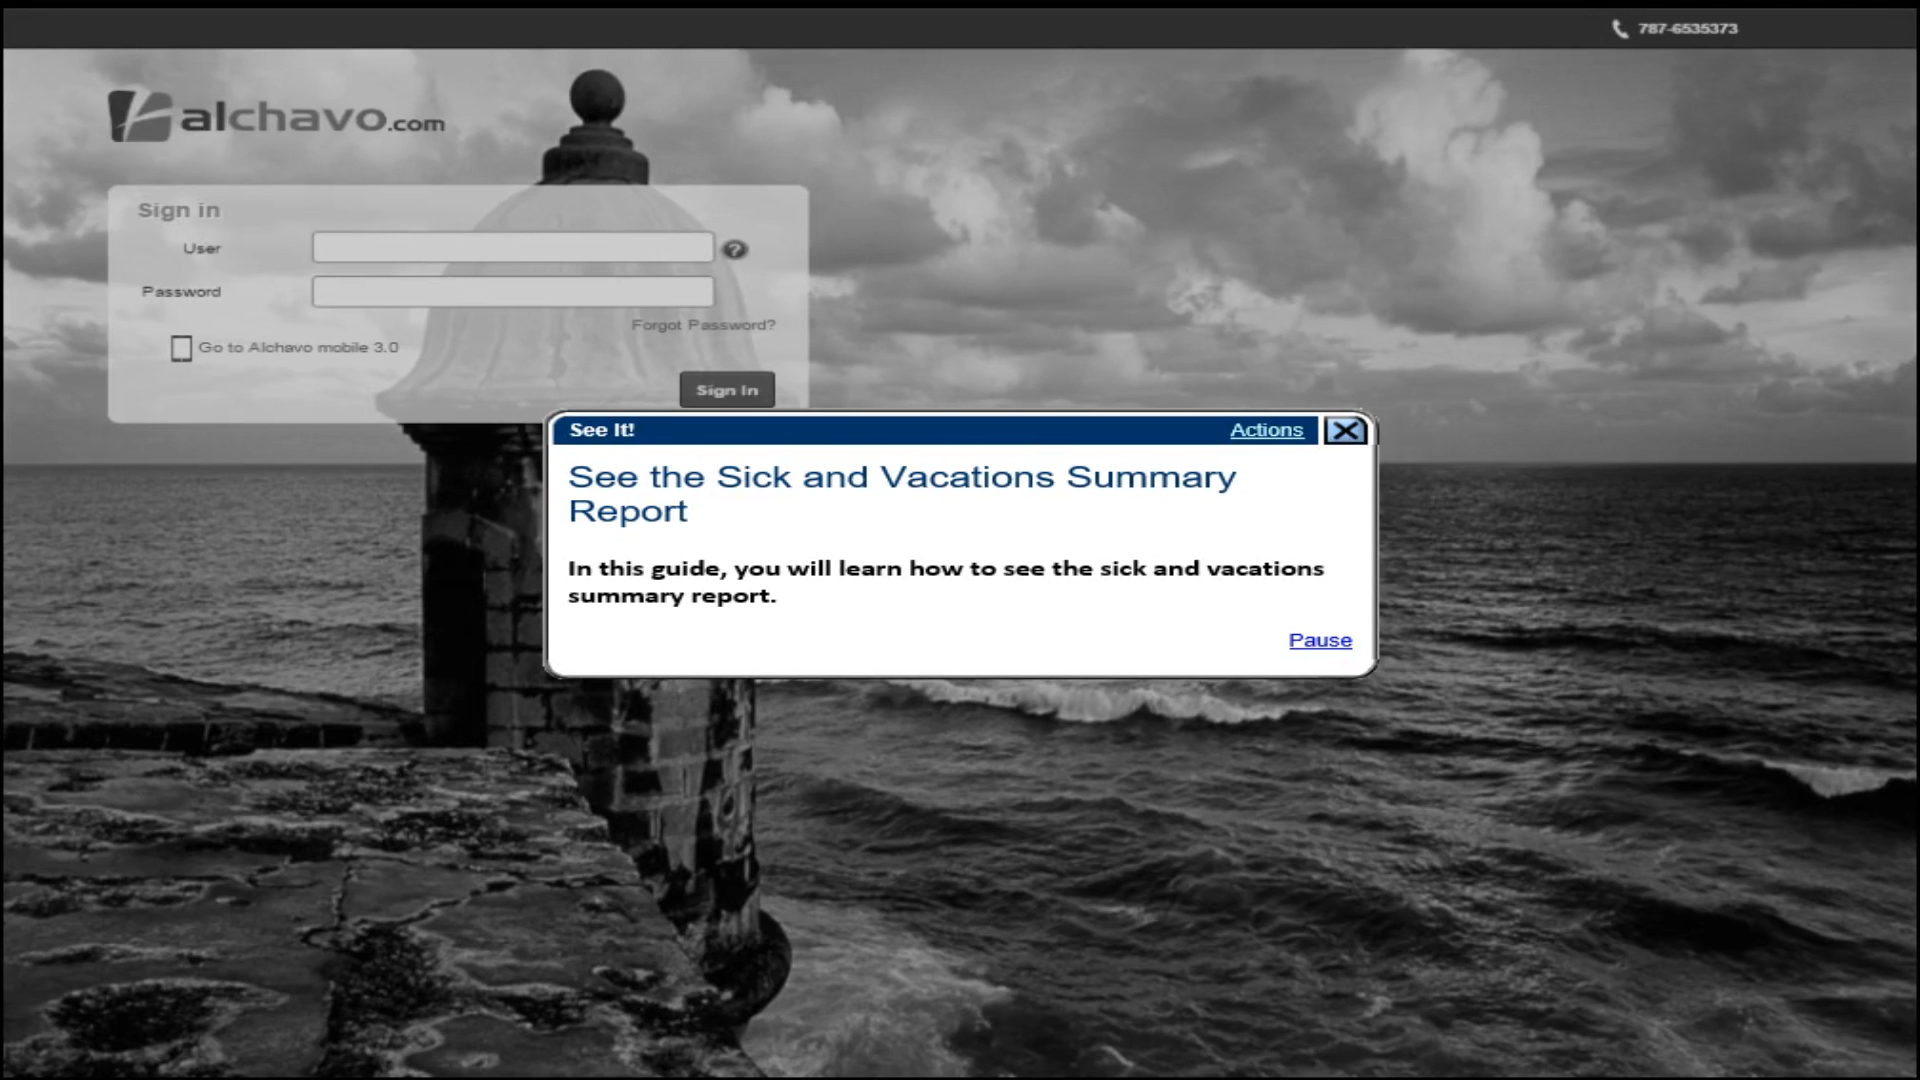 787-6535373
alchavo.com
Sign in
User
?
Password
Forgot Password?
Go to Alchavo mobile 3.0
Sign In
See It!
Actions
See the Sick and Vacations Summary
Report
In this guide, you will learn how to see the sick and vacations
summary report.
Pause